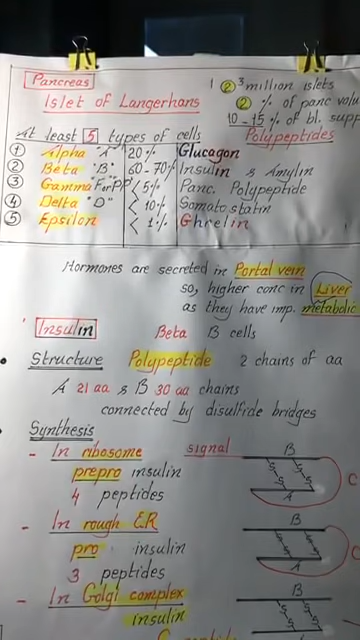 Pancreas
1 ② 3 million islets
Islet of Langerhans
② % of panc
10-15 % of bl. supp
At least 5 types of cells Polypeptides
① Alpha "A" 20% Glucagon
② Beta "B" 60-70% Insulin & Amylin
③ Gamma "F or PP" < 5% Panc. Polypeptide
④ Delta "D" < 10% Somatostatin
⑤ Epsilon < 1% Ghrelin
Hormones are secreted in Portal vein
so, higher conc in Liver
as they have imp. metabolic
Insulin Beta B cells
Structure Polypeptide 2 chains of aa
A 21 aa & B 30 aa chains
connected by disulfide bridges
Synthesis
- In ribosome signal B
prepro insulin
4 peptides A C
- In rough ER B
pro insulin
3 peptides A C
- In Golgi complex B
insulin